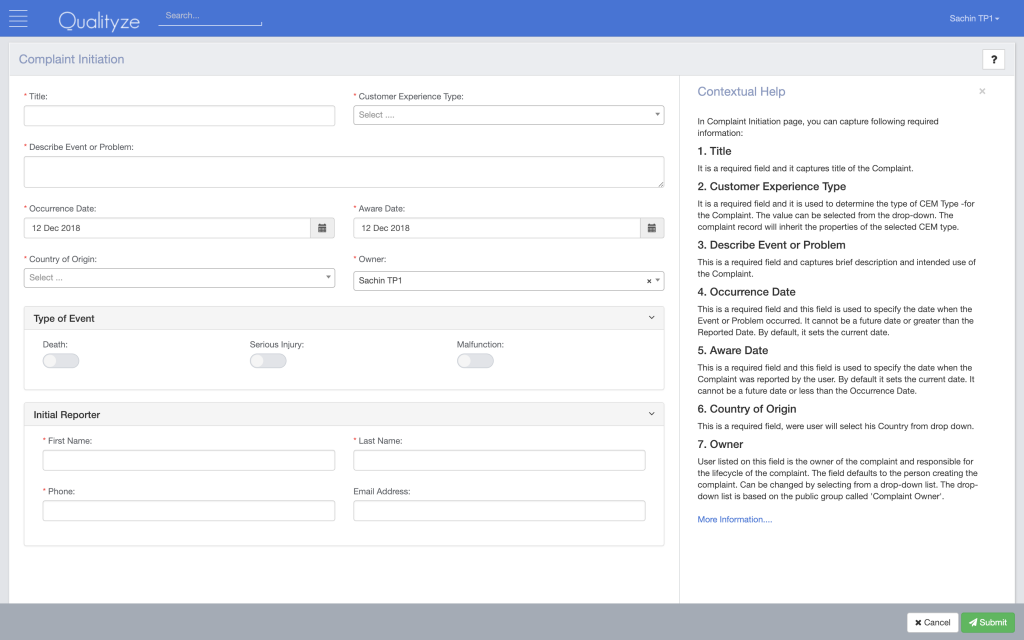 Qualityze
Search...
Sachin TP1
Complaint Initiation
?
* Title:
* Customer Experience Type:
Select ....
* Describe Event or Problem:
* Occurrence Date:
* Aware Date:
12 Dec 2018
12 Dec 2018
* Country of Origin:
* Owner:
Select ...
Sachin TP1
×
Type of Event
Death:
Serious Injury:
Malfunction:
Initial Reporter
* First Name:
* Last Name:
* Phone:
Email Address:
Contextual Help
×
In Complaint Initiation page, you can capture following required
information:
1. Title
It is a required field and it captures title of the Complaint.
2. Customer Experience Type
It is a required field and it is used to determine the type of CEM Type -for
the Complaint. The value can be selected from the drop-down. The
complaint record will inherit the properties of the selected CEM type.
3. Describe Event or Problem
This is a required field and captures brief description and intended use of
the Complaint.
4. Occurrence Date
This is a required field and this field is used to specify the date when the
Event or Problem occurred. It cannot be a future date or greater than the
Reported Date. By default, it sets the current date.
5. Aware Date
This is a required field and this field is used to specify the date when the
Complaint was reported by the user. By default it sets the current date. It
cannot be a future date or less than the Occurrence Date.
6. Country of Origin
This is a required field, were user will select his Country from drop down.
7. Owner
User listed on this field is the owner of the complaint and responsible for
the lifecycle of the complaint. The field defaults to the person creating the
complaint. Can be changed by selecting from a drop-down list. The drop-
down list is based on the public group called 'Complaint Owner'.
More Information....
Cancel
Submit